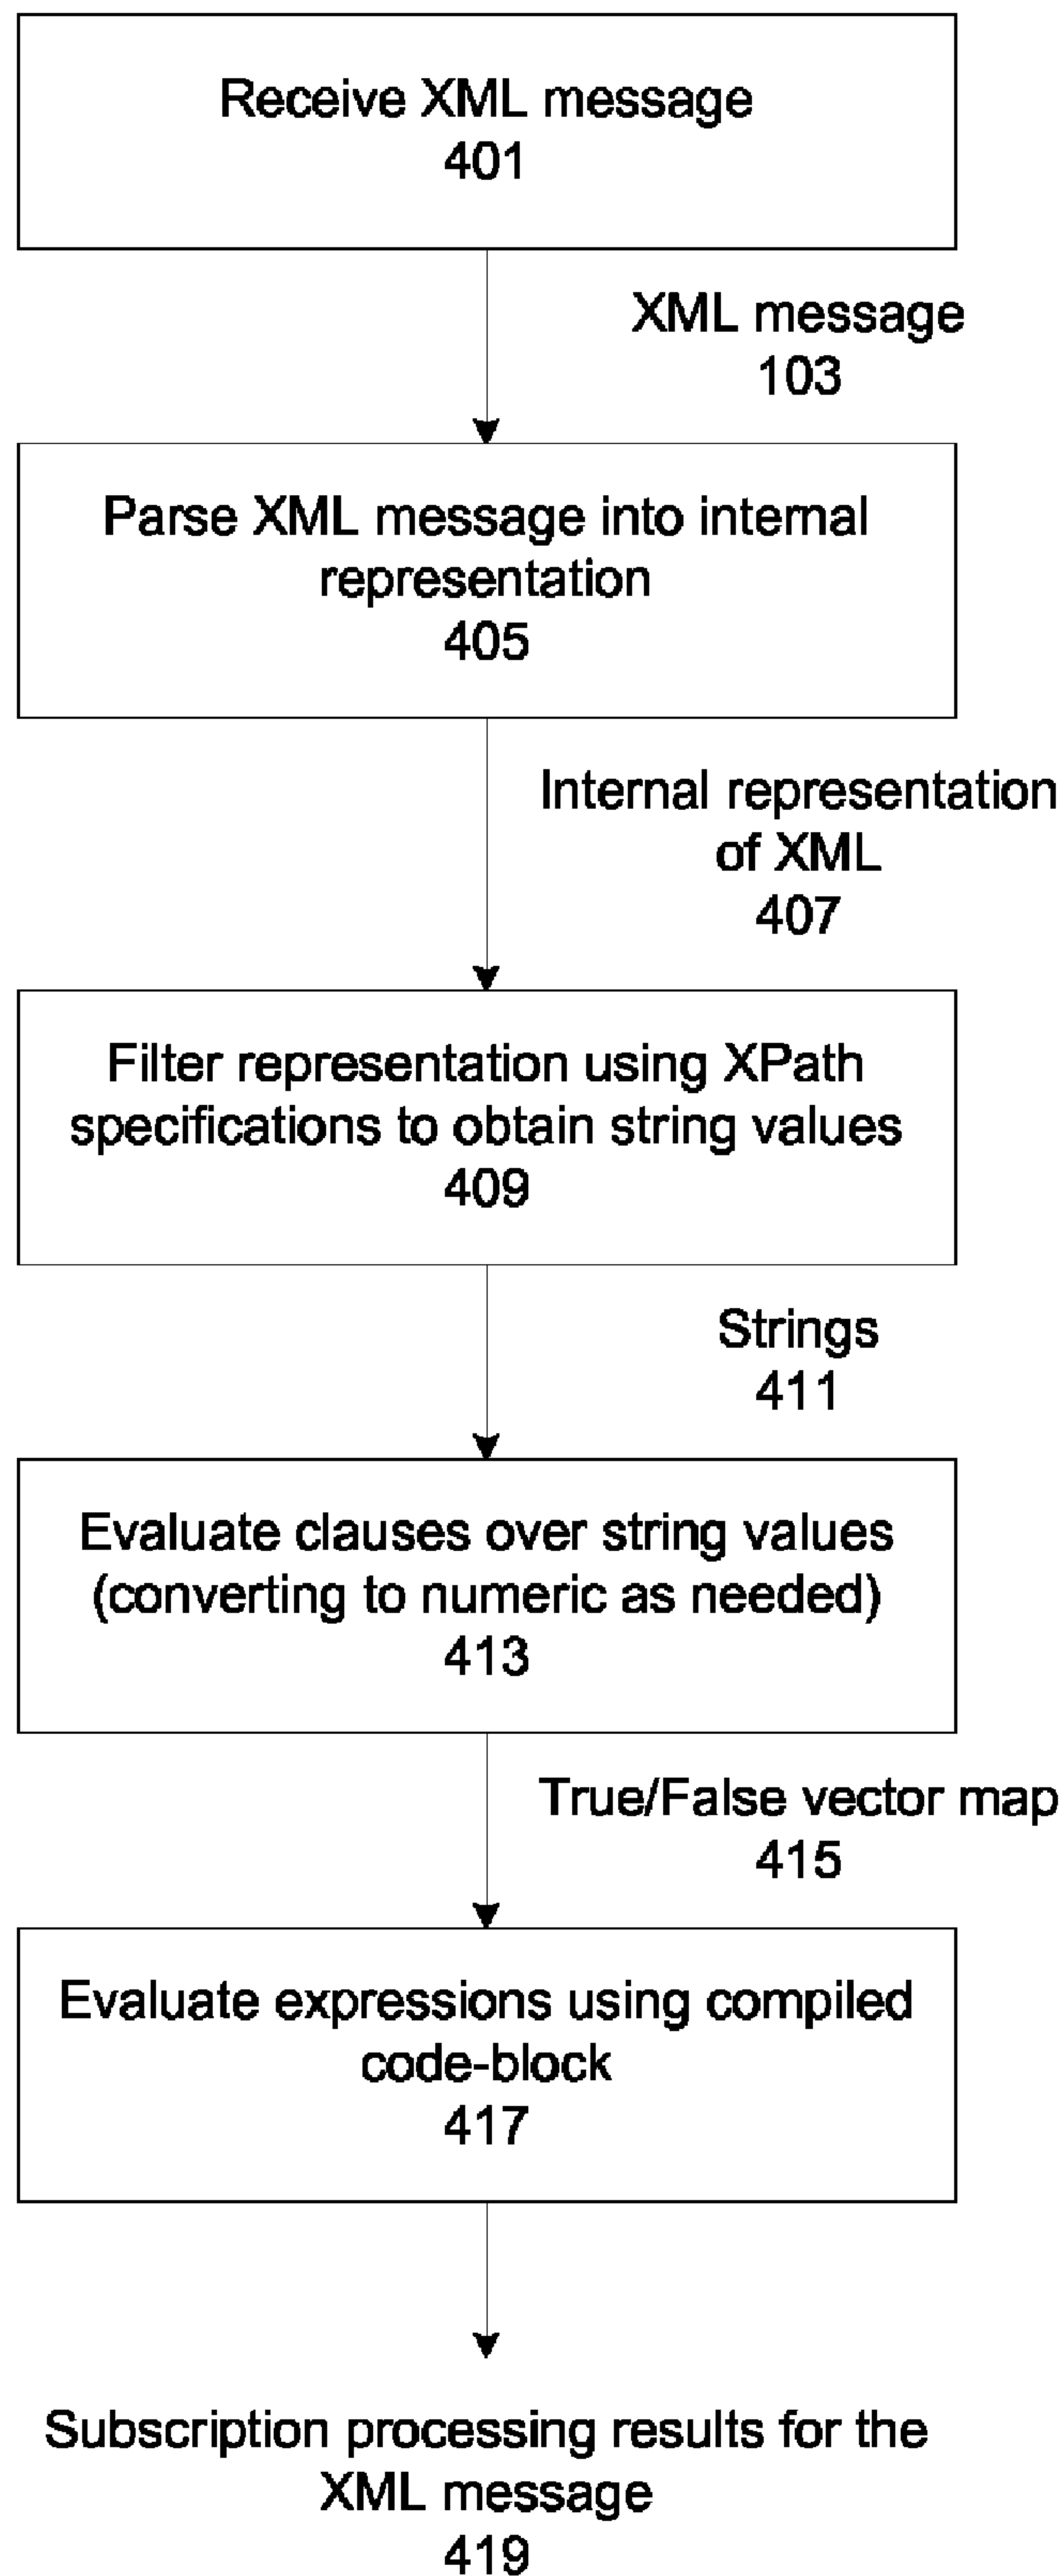 Receive XML message
401
XML message
103
Parse XML message into internal
representation
405
Internal representation
of XML
407
Filter representation using XPath
specifications to obtain string values
409
Strings
411
Evaluate clauses over string values
(converting to numeric as needed)
413
True/False vector map
415
Evaluate expressions using compiled
code-block
417
Subscription processing results for the
XML message
419